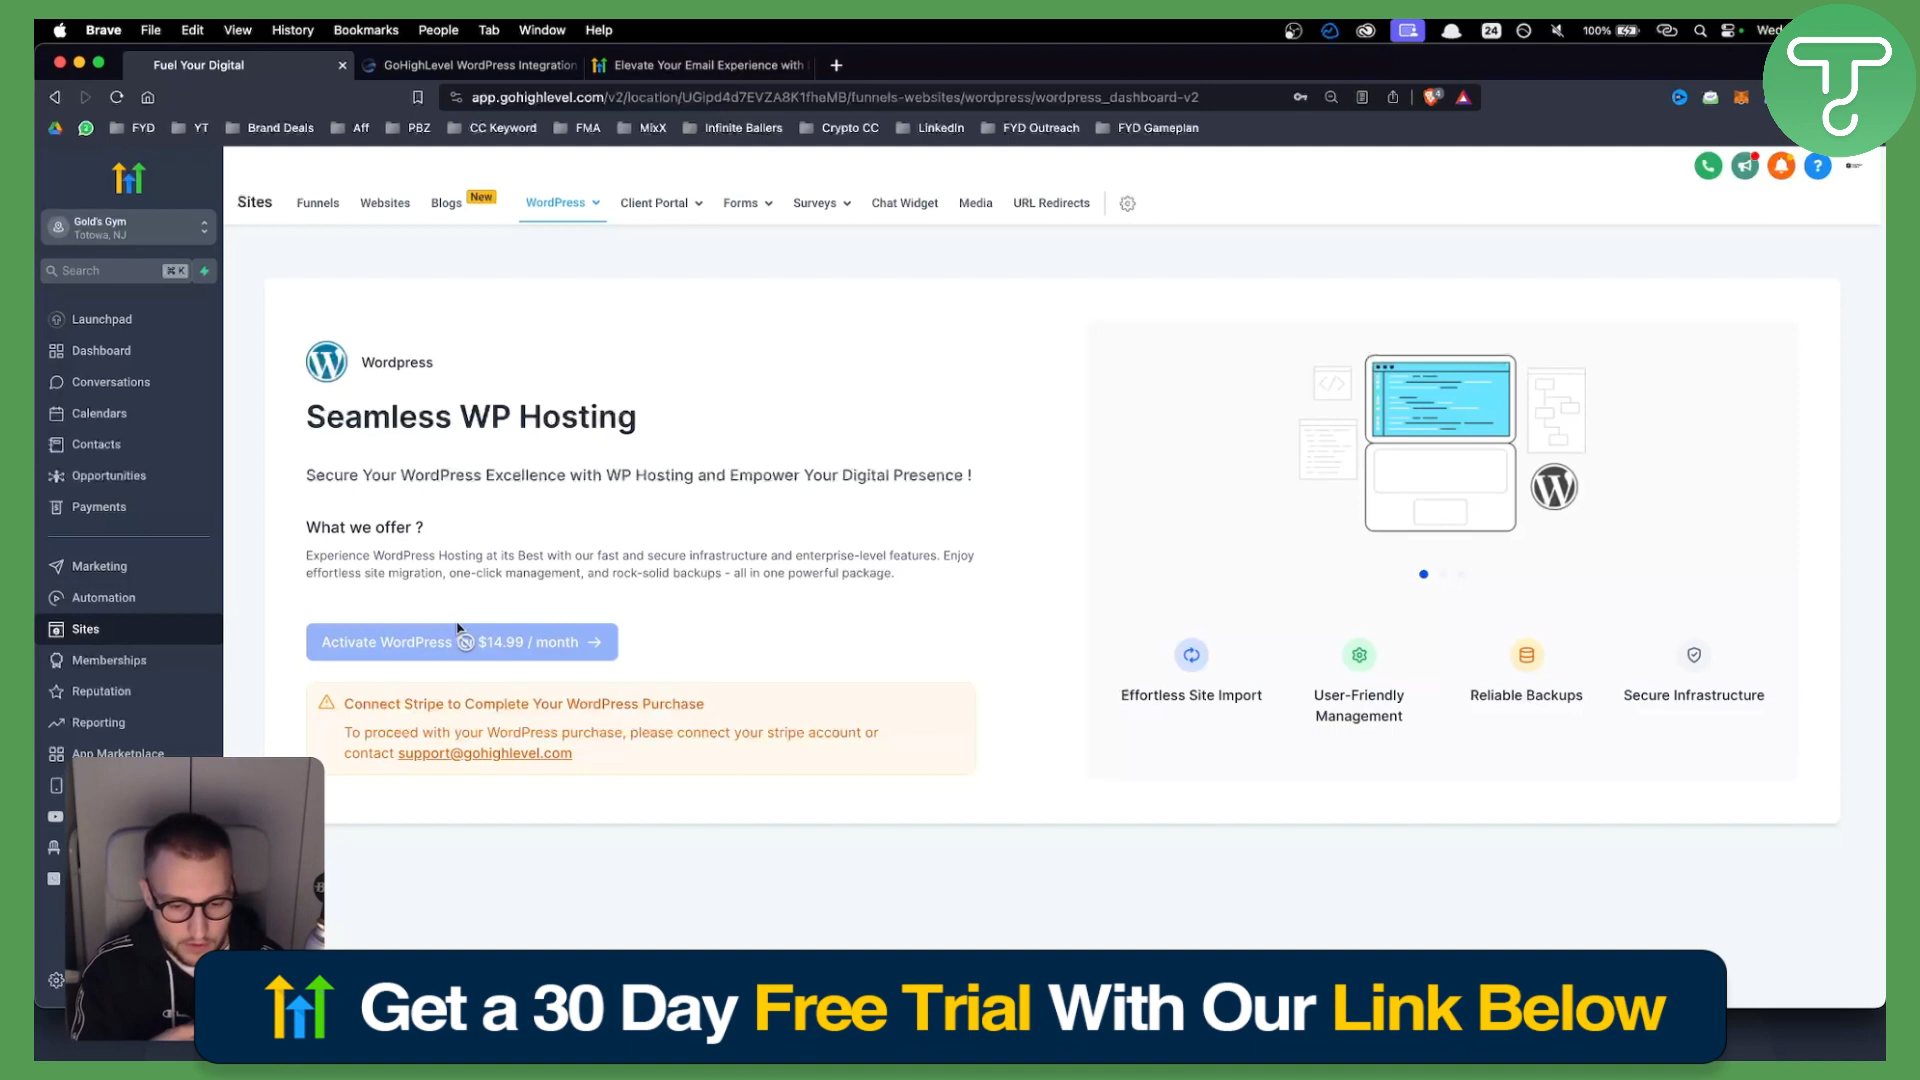 Brave File Edit View History Bookmarks People Tab Window Help
24 100% Wed
Fuel Your Digital
GoHighLevel WordPress Integration
Elevate Your Email Experience with
app.gohighlevel.com/v2/location/UGipd4d7EVZA8K1fhaMB/funnels-websites/wordpress/wordpress_dashboard-v2
4
FYD YT Brand Deals Aff PBZ CC Keyword FMA MixX Infinite Ballers Crypto CC LinkedIn FYD Outreach FYD Gameplan
Sites Funnels Websites Blogs New WordPress Client Portal Forms Surveys Chat Widget Media URL Redirects
Gold's Gym
Totowa, NJ
Search ⌘ K
Launchpad
Dashboard
Conversations
Calendars
Contacts
Opportunities
Payments
Marketing
Automation
Sites
Memberships
Reputation
Reporting
App Marketplace
Wordpress
Seamless WP Hosting
Secure Your WordPress Excellence with WP Hosting and Empower Your Digital Presence !
What we offer ?
Experience WordPress Hosting at its Best with our fast and secure infrastructure and enterprise-level features. Enjoy
effortless site migration, one-click management, and rock-solid backups - all in one powerful package.
Activate WordPress $14.99 / month →
Connect Stripe to Complete Your WordPress Purchase
To proceed with your WordPress purchase, please connect your stripe account or
contact support@gohighlevel.com
Effortless Site Import
User-Friendly
Management
Reliable Backups
Secure Infrastructure
Get a 30 Day Free Trial With Our Link Below